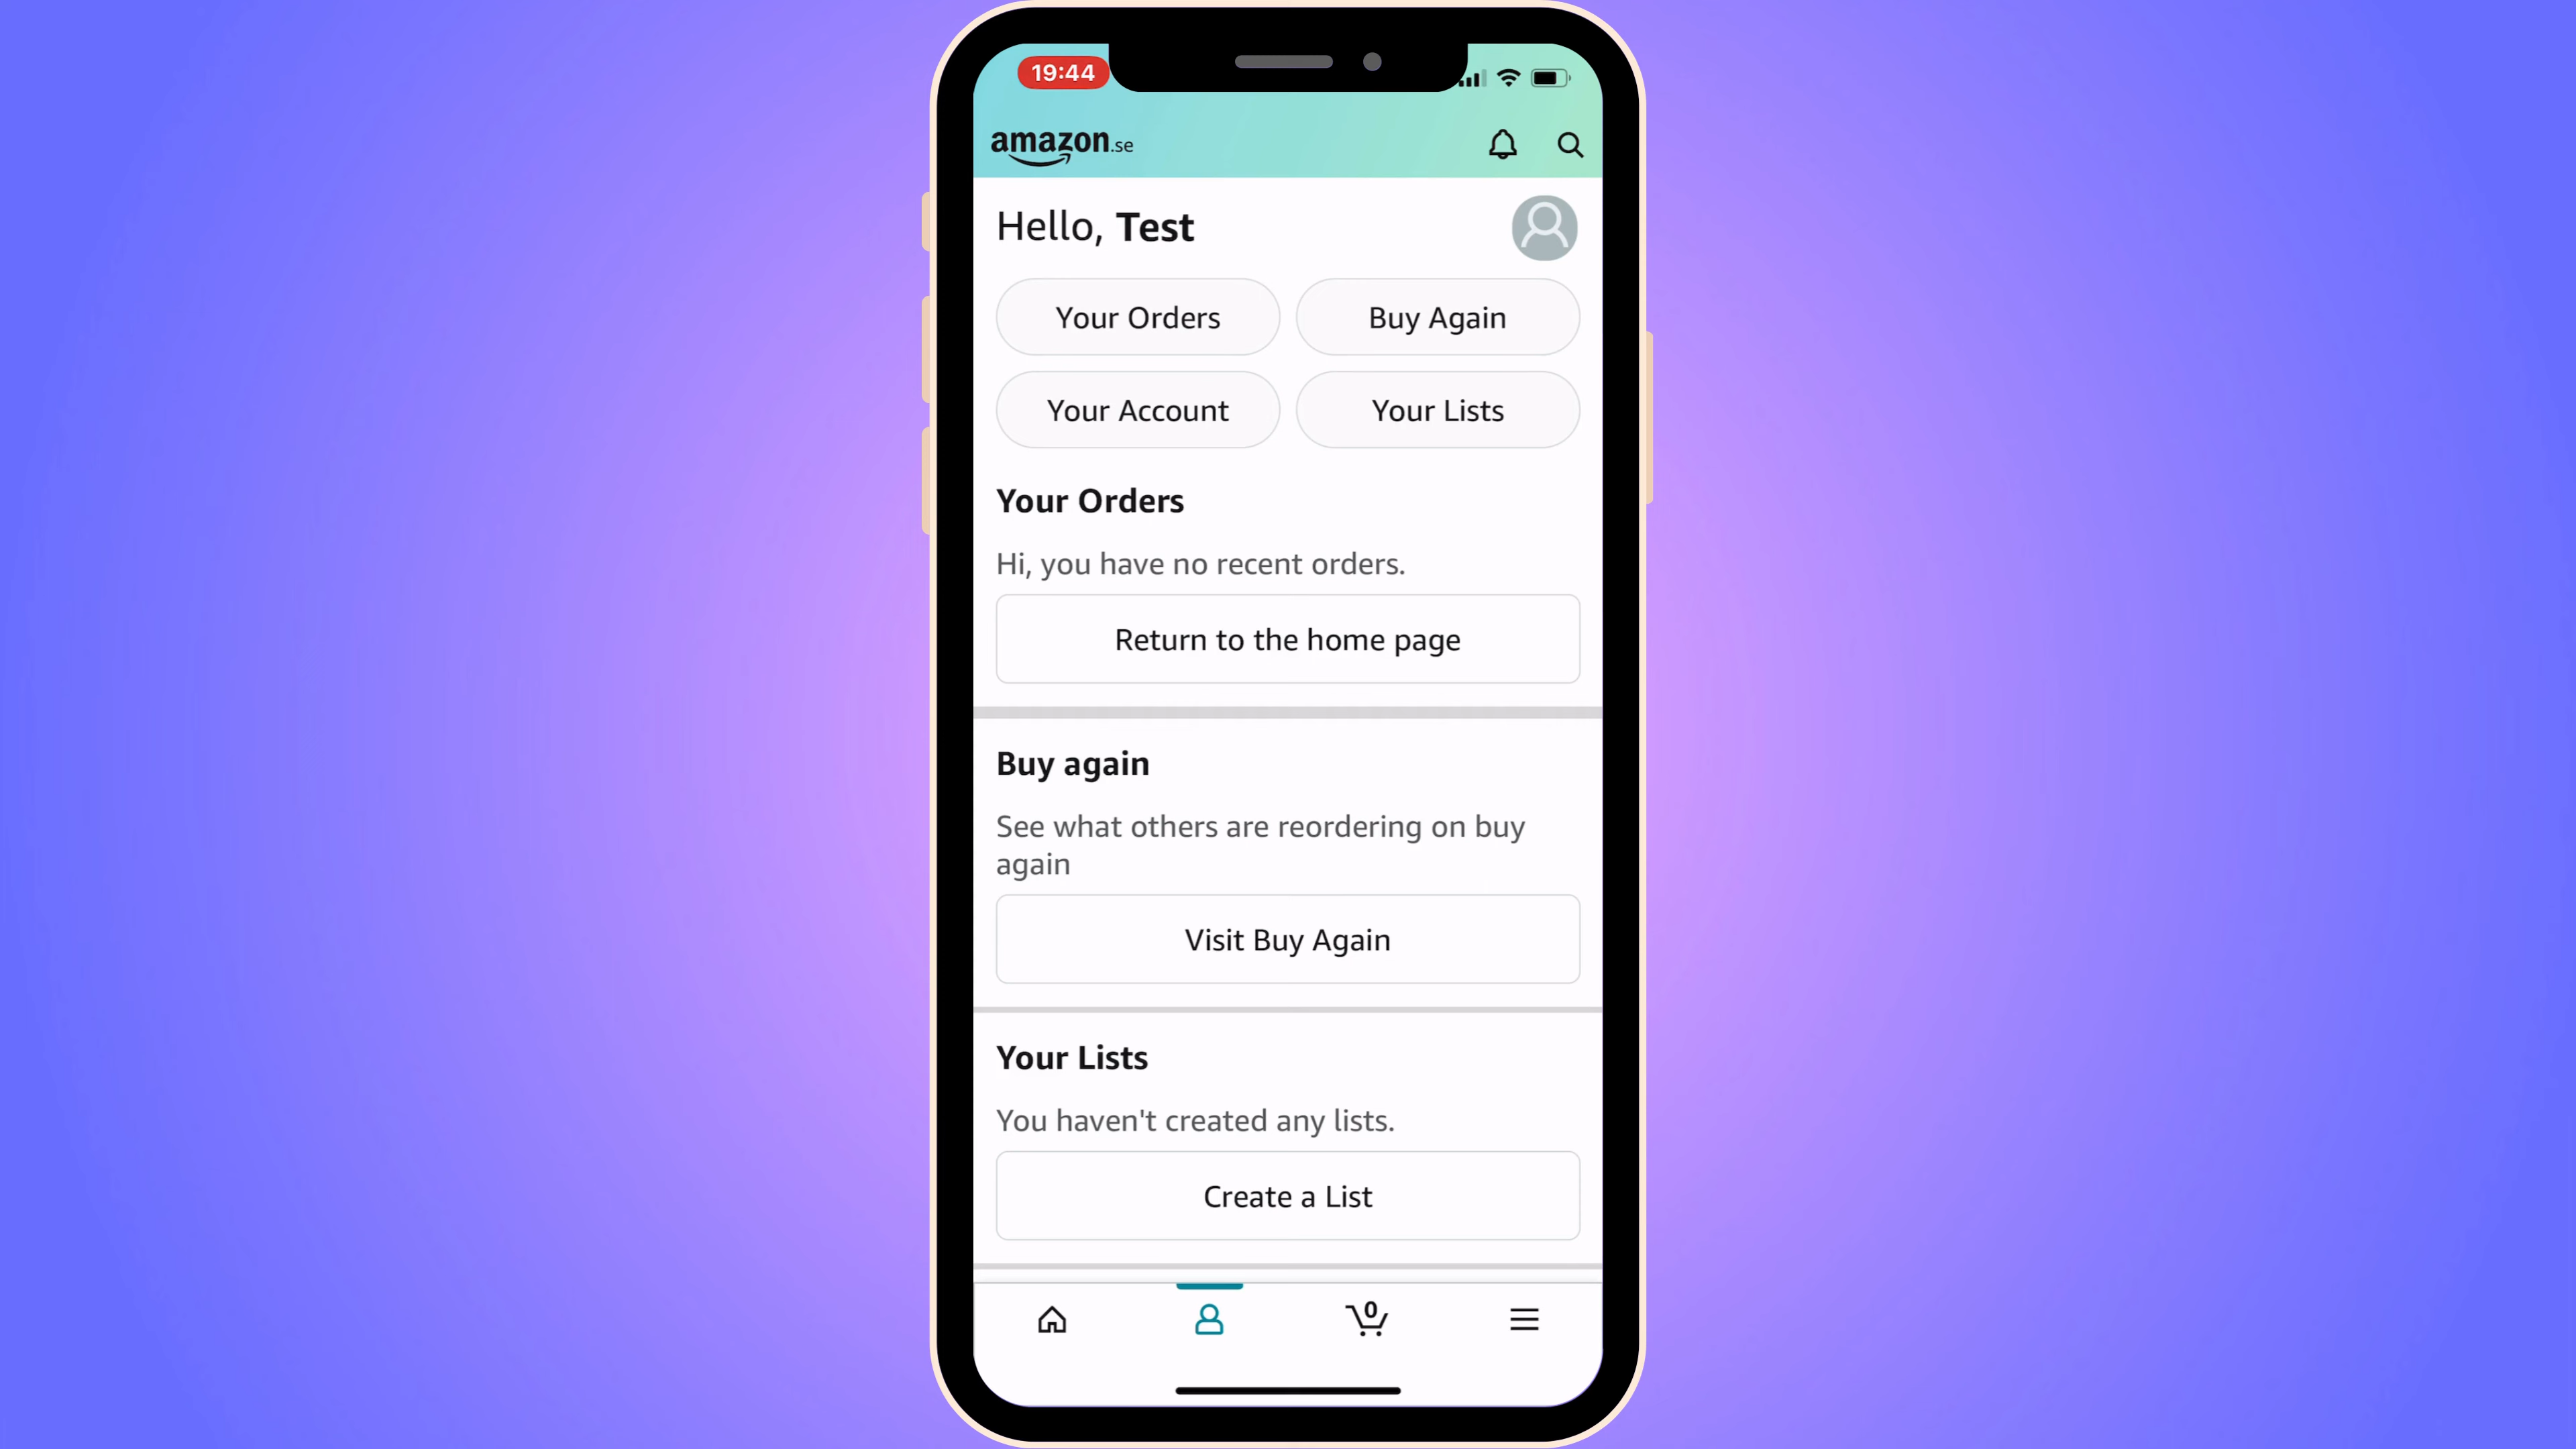 19:44
amazon.se
Hello, Test
Your Orders
Buy Again
Your Account
Your Lists
Your Orders
Hi, you have no recent orders.
Return to the home page
Buy again
See what others are reordering on buy
again
Visit Buy Again
Your Lists
You haven't created any lists.
Create a List
0